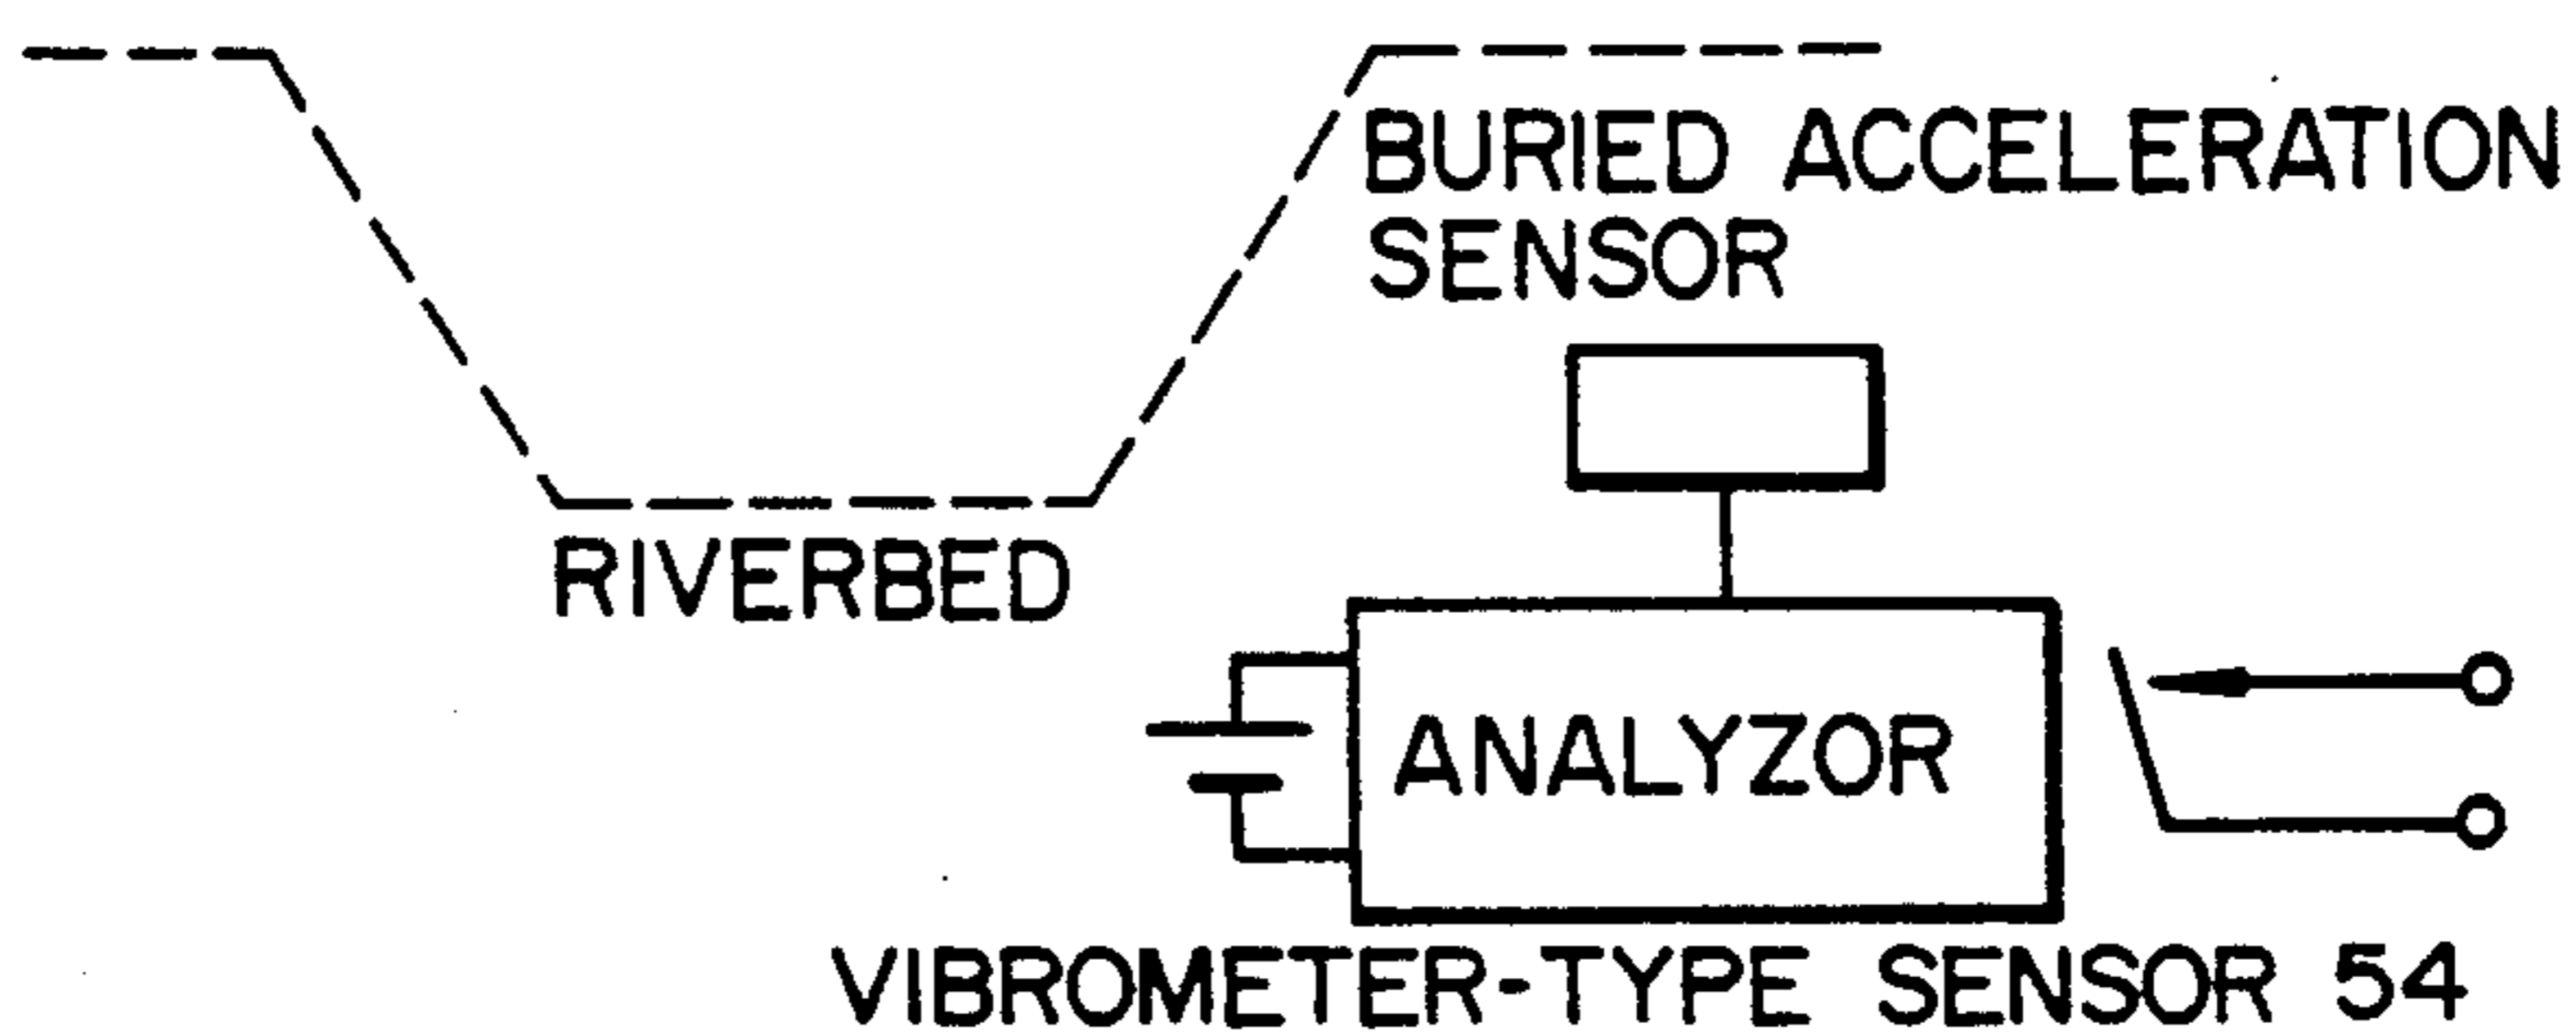 BURIED ACCELERATION
SENSOR
RIVERBED
ANALYZOR
VIBROMETER-TYPE SENSOR 54